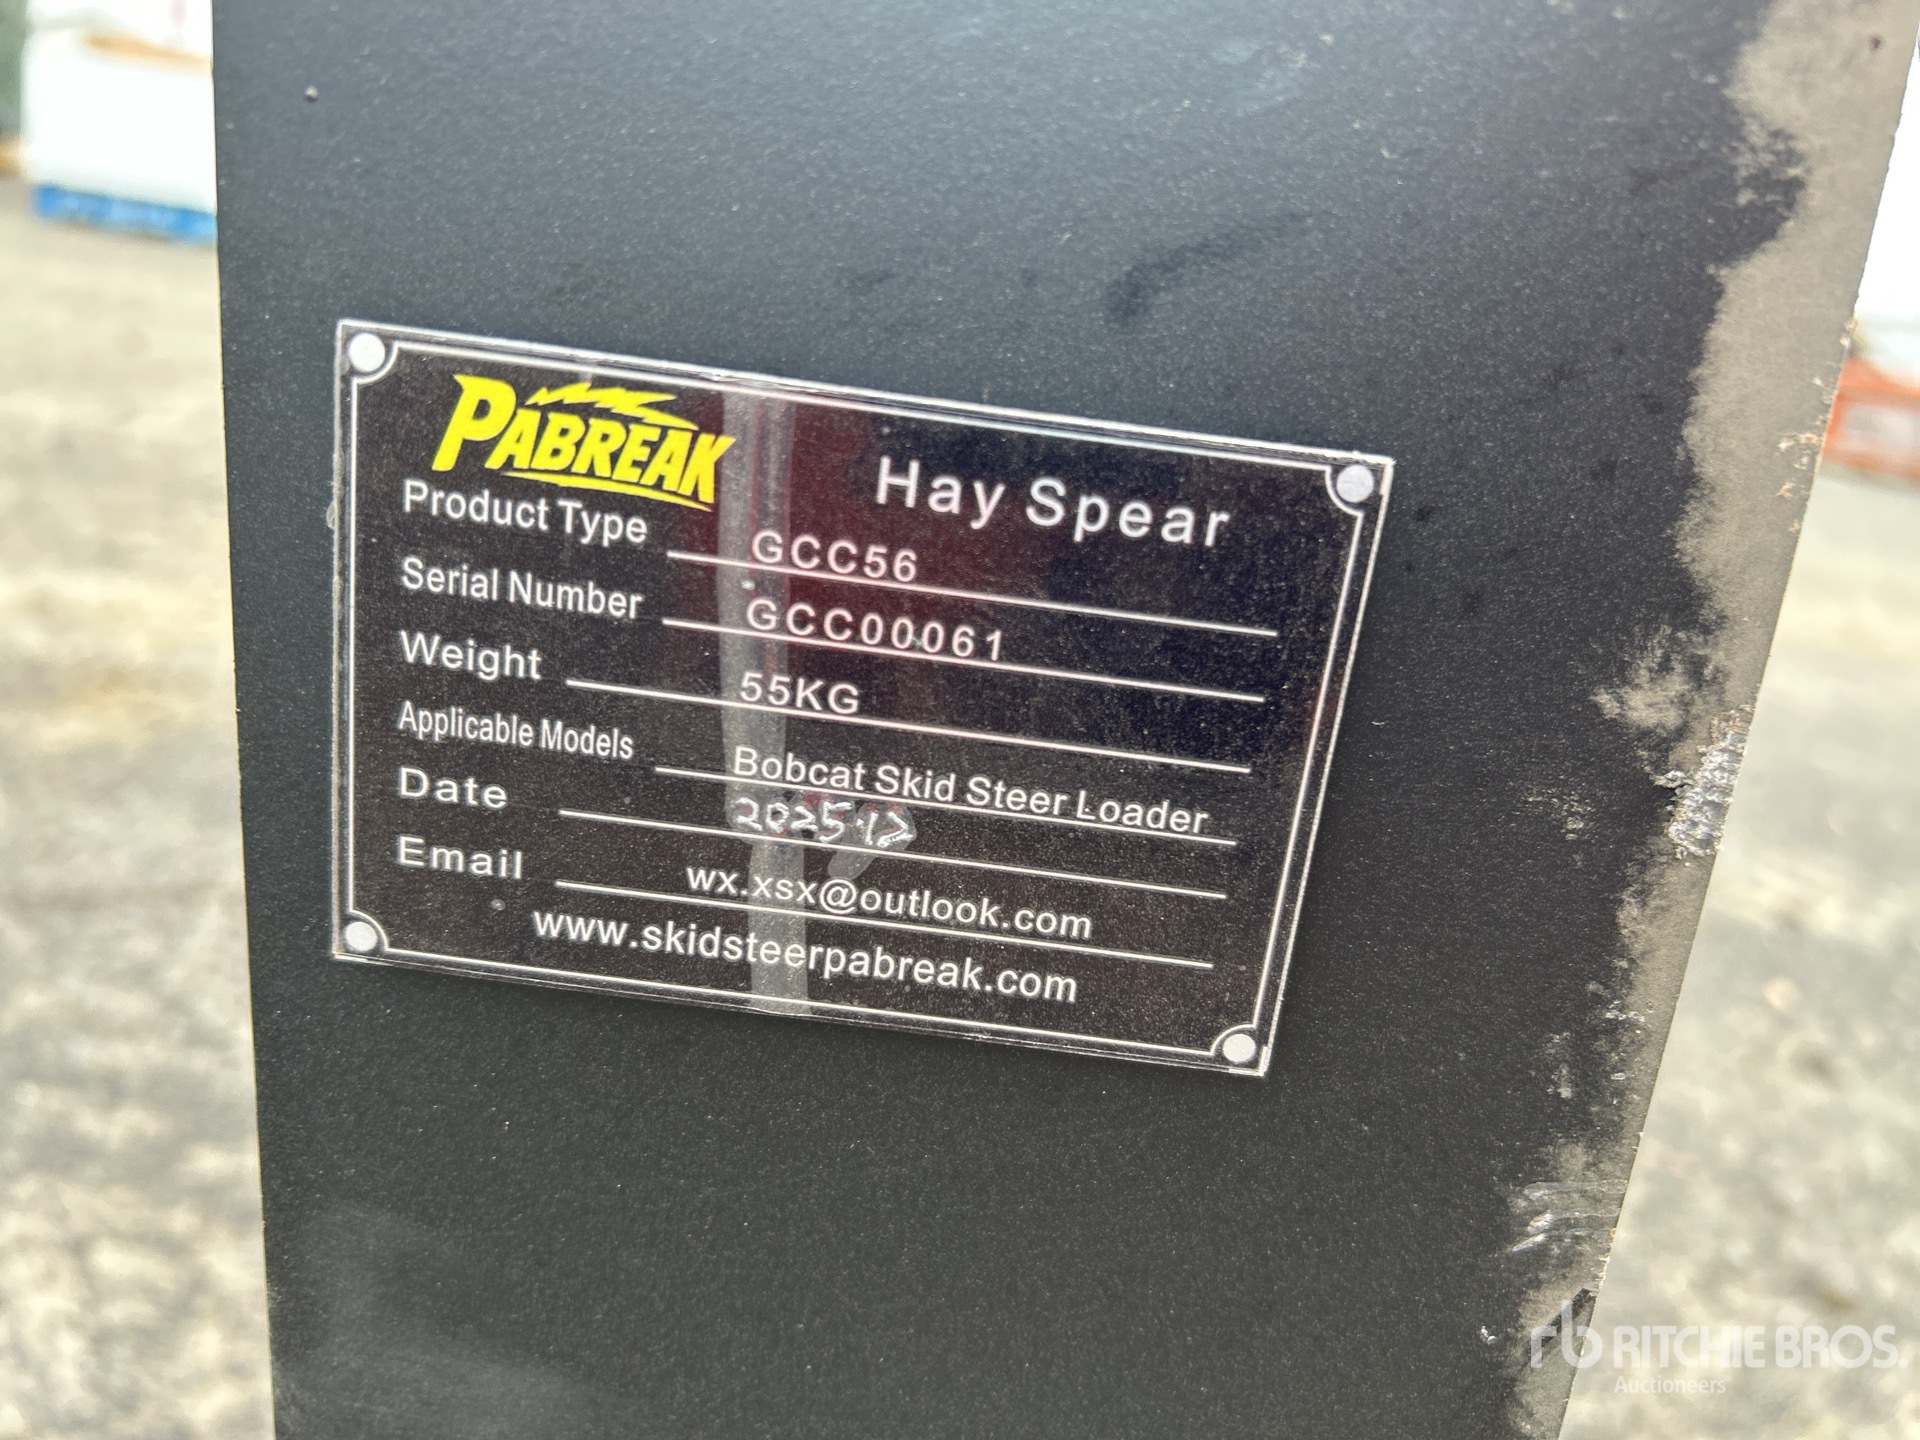 PABREAK
Hay Spear
Product Type GCC56
Serial Number GCC00061
Weight 55KG
Applicable Models Bobcat Skid Steer Loader
Date 2025.12
Email wx.xsx@outlook.com
www.skidsteerpabreak.com
rb RITCHIE BROS.
Auctioneers